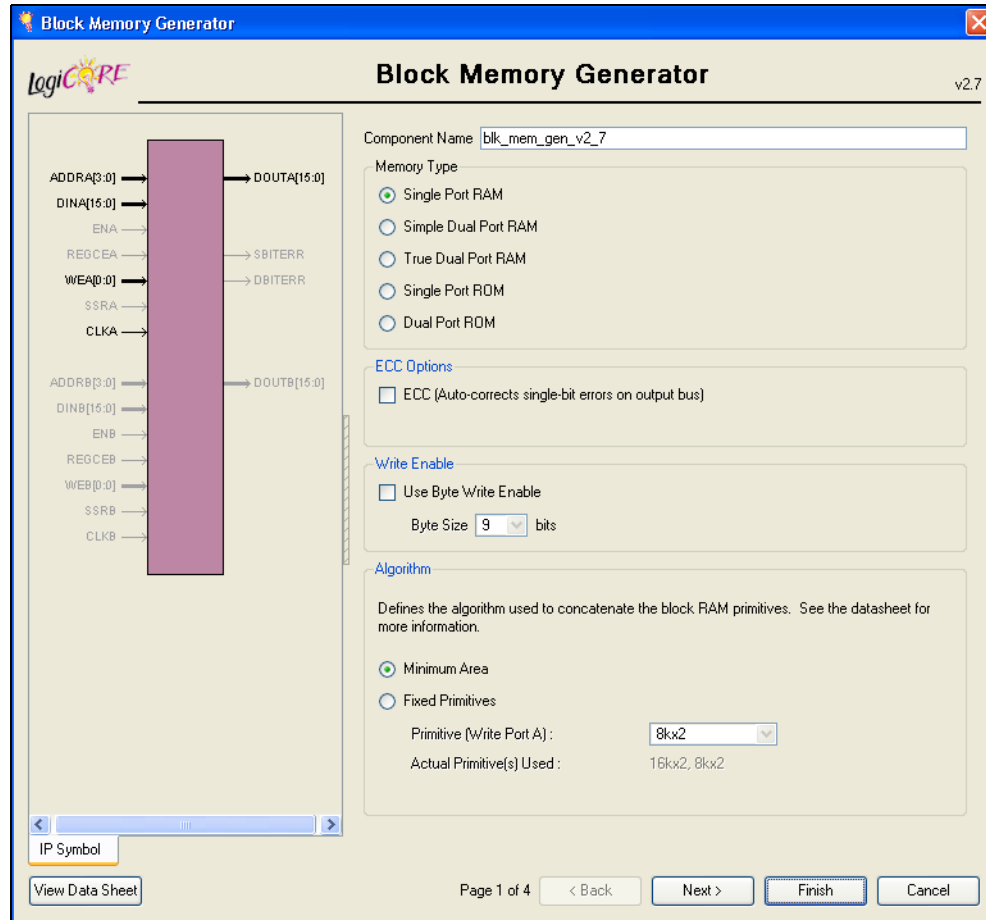 Block Memory Generator
LogiCORE
Block Memory Generator
v2.7
ADDRA[3:0]
DOUTA[15:0]
DINA[15:0]
ENA
REGCEA
SBITERR
WEA[0:0]
DBITERR
SSRA
CLKA
ADDRB[3:0]
DOUTB[15:0]
DINB[15:0]
ENB
REGCEB
WEB[0:0]
SSRB
CLKB
IP Symbol
Component Name blk_mem_gen_v2_7
Memory Type
Single Port RAM
Simple Dual Port RAM
True Dual Port RAM
Single Port ROM
Dual Port ROM
ECC Options
ECC (Auto-corrects single-bit errors on output bus)
Write Enable
Use Byte Write Enable
Byte Size 9 bits
Algorithm
Defines the algorithm used to concatenate the block RAM primitives. See the datasheet for
more information.
Minimum Area
Fixed Primitives
Primitive (Write Port A) : 8kx2
Actual Primitive(s) Used : 16kx2, 8kx2
View Data Sheet
Page 1 of 4
< Back
Next >
Finish
Cancel